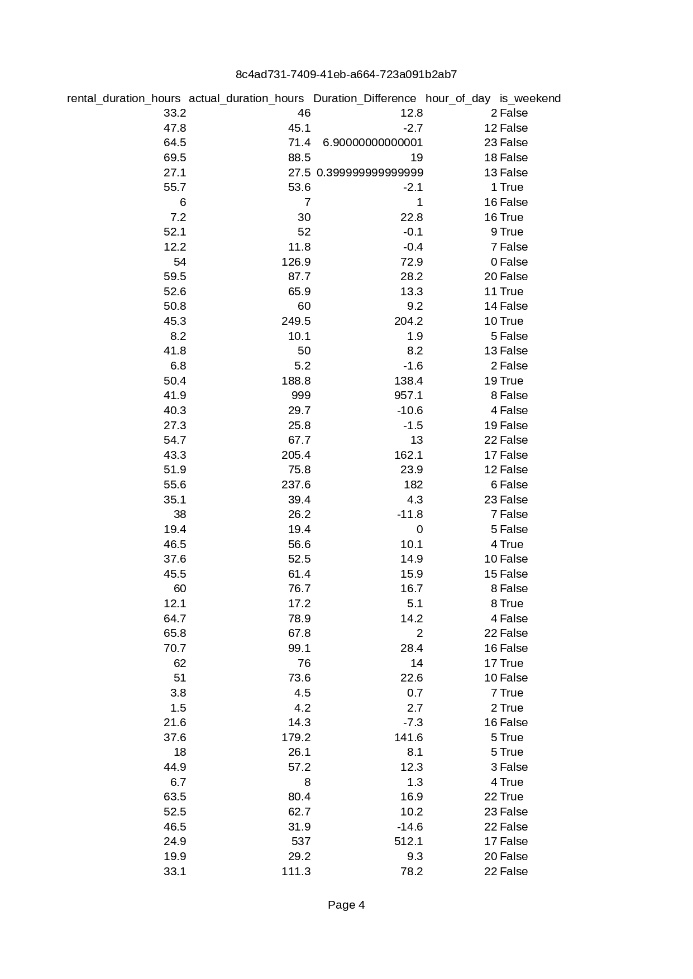 8c4ad731-7409-41eb-a664-723a091b2ab7
rental_duration_hours actual_duration_hours Duration_Difference hour_of_day is_weekend
33.2 46 12.8 2 False
47.8 45.1 -2.7 12 False
64.5 71.4 6.90000000000001 23 False
69.5 88.5 19 18 False
27.1 27.5 0.399999999999999 13 False
55.7 53.6 -2.1 1 True
6 7 1 16 False
7.2 30 22.8 16 True
52.1 52 -0.1 9 True
12.2 11.8 -0.4 7 False
54 126.9 72.9 0 False
59.5 87.7 28.2 20 False
52.6 65.9 13.3 11 True
50.8 60 9.2 14 False
45.3 249.5 204.2 10 True
8.2 10.1 1.9 5 False
41.8 50 8.2 13 False
6.8 5.2 -1.6 2 False
50.4 188.8 138.4 19 True
41.9 999 957.1 8 False
40.3 29.7 -10.6 4 False
27.3 25.8 -1.5 19 False
54.7 67.7 13 22 False
43.3 205.4 162.1 17 False
51.9 75.8 23.9 12 False
55.6 237.6 182 6 False
35.1 39.4 4.3 23 False
38 26.2 -11.8 7 False
19.4 19.4 0 5 False
46.5 56.6 10.1 4 True
37.6 52.5 14.9 10 False
45.5 61.4 15.9 15 False
60 76.7 16.7 8 False
12.1 17.2 5.1 8 True
64.7 78.9 14.2 4 False
65.8 67.8 2 22 False
70.7 99.1 28.4 16 False
62 76 14 17 True
51 73.6 22.6 10 False
3.8 4.5 0.7 7 True
1.5 4.2 2.7 2 True
21.6 14.3 -7.3 16 False
37.6 179.2 141.6 5 True
18 26.1 8.1 5 True
44.9 57.2 12.3 3 False
6.7 8 1.3 4 True
63.5 80.4 16.9 22 True
52.5 62.7 10.2 23 False
46.5 31.9 -14.6 22 False
24.9 537 512.1 17 False
19.9 29.2 9.3 20 False
33.1 111.3 78.2 22 False
Page 4